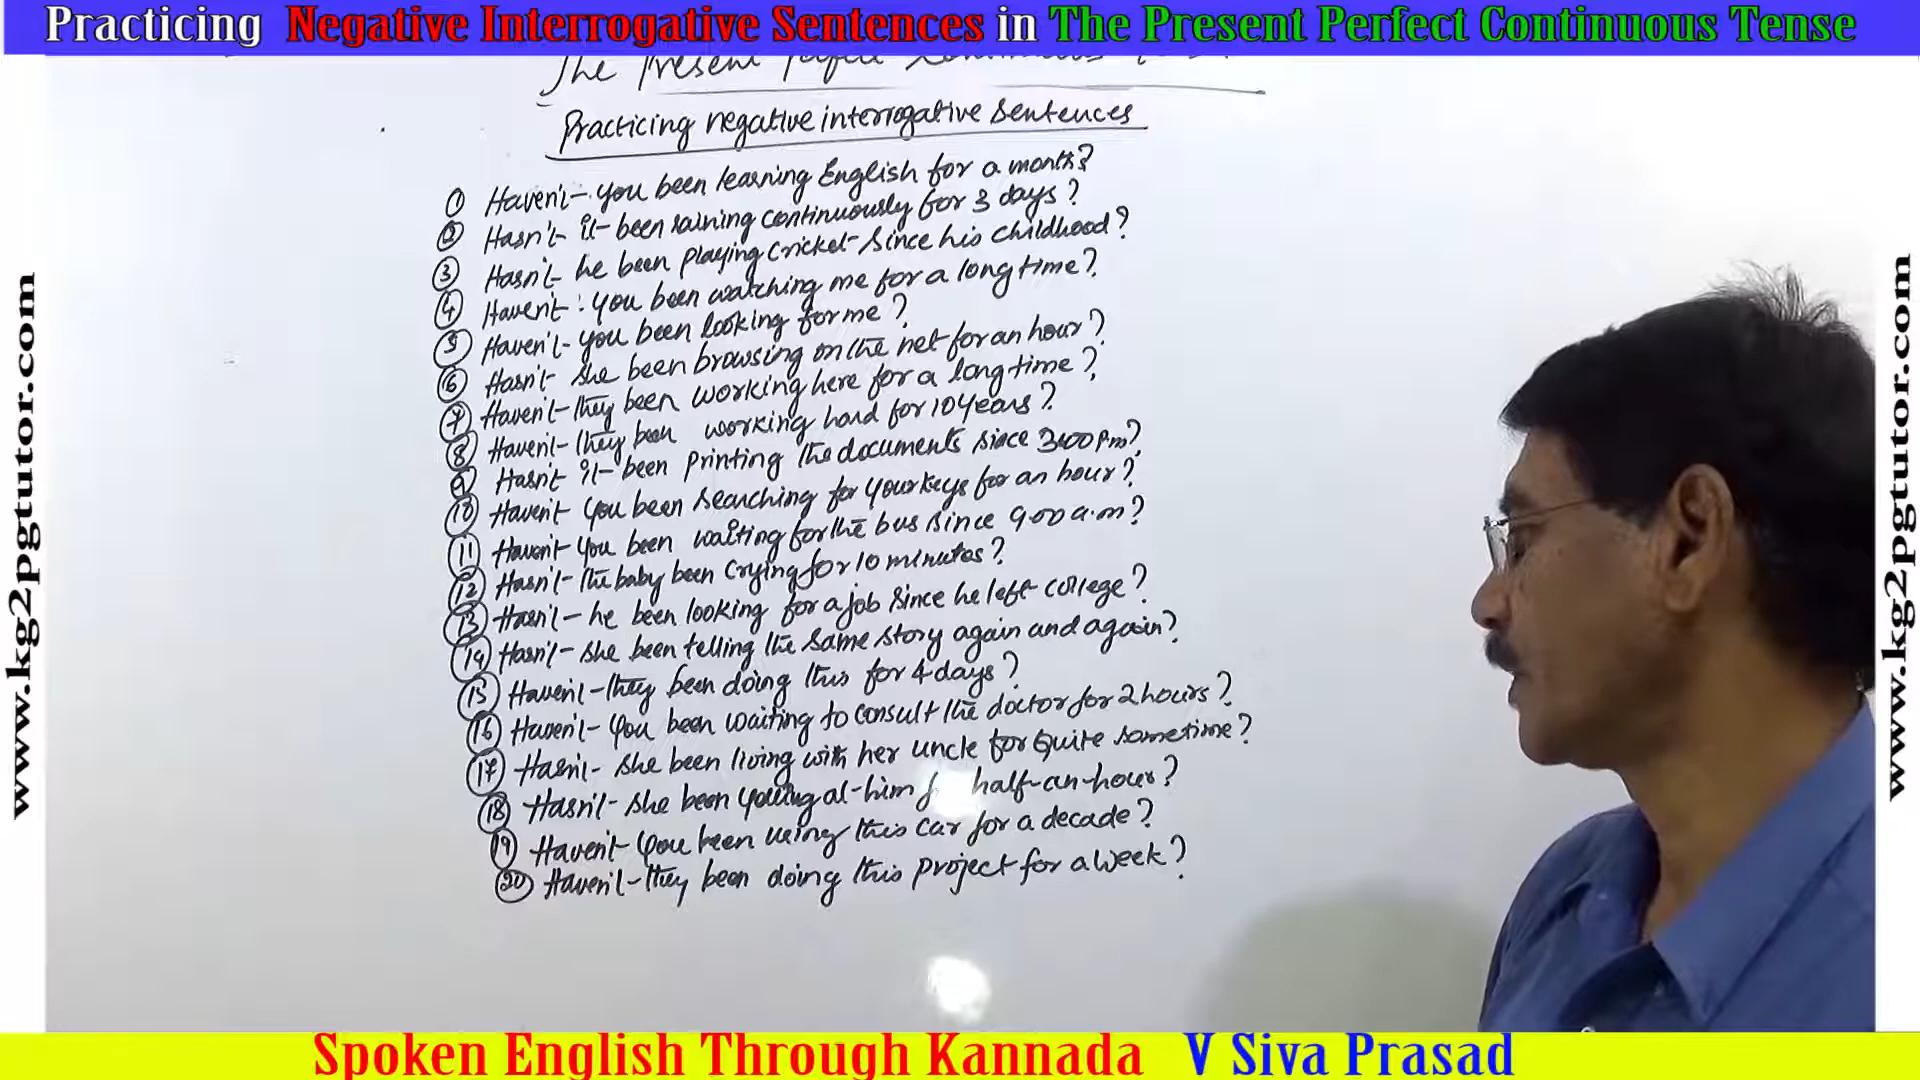 Practicing Negative Interrogative Sentences in The Present Perfect Continuous Tense
The Present Perfect Continuous
Practicing negative interrogative sentences
① Haven't you been learning English for a month?
② Hasn't it been raining continuously for 3 days?
③ Hasn't he been playing cricket since his childhood?
④ Haven't you been watching me for a long time?
⑤ Haven't you been looking for me?
⑥ Hasn't she been browsing on the net for an hour?
⑦ Haven't they been working here for a long time?
⑧ Haven't they been working hard for 10 years?
⑨ Hasn't it been printing the documents since 3:00 Pm?
⑩ Haven't you been searching for your keys for an hour?
⑪ Haven't you been waiting for the bus since 9:00 a.m?
⑫ Hasn't the baby been crying for 10 minutes?
⑬ Hasn't he been looking for a job since he left college?
⑭ Hasn't she been telling the same story again and again?
⑮ Haven't they been doing this for 4 days?
⑯ Haven't you been waiting to consult the doctor for 2 hours?
⑰ Hasn't she been living with her uncle for quite sometime?
⑱ Hasn't she been yelling at him half-an-hour?
⑲ Haven't you been using this car for a decade?
⑳ Haven't they been doing this project for a week?
www.kg2pgtutor.com
www.kg2pgtutor.com
Spoken English Through Kannada V Siva Prasad